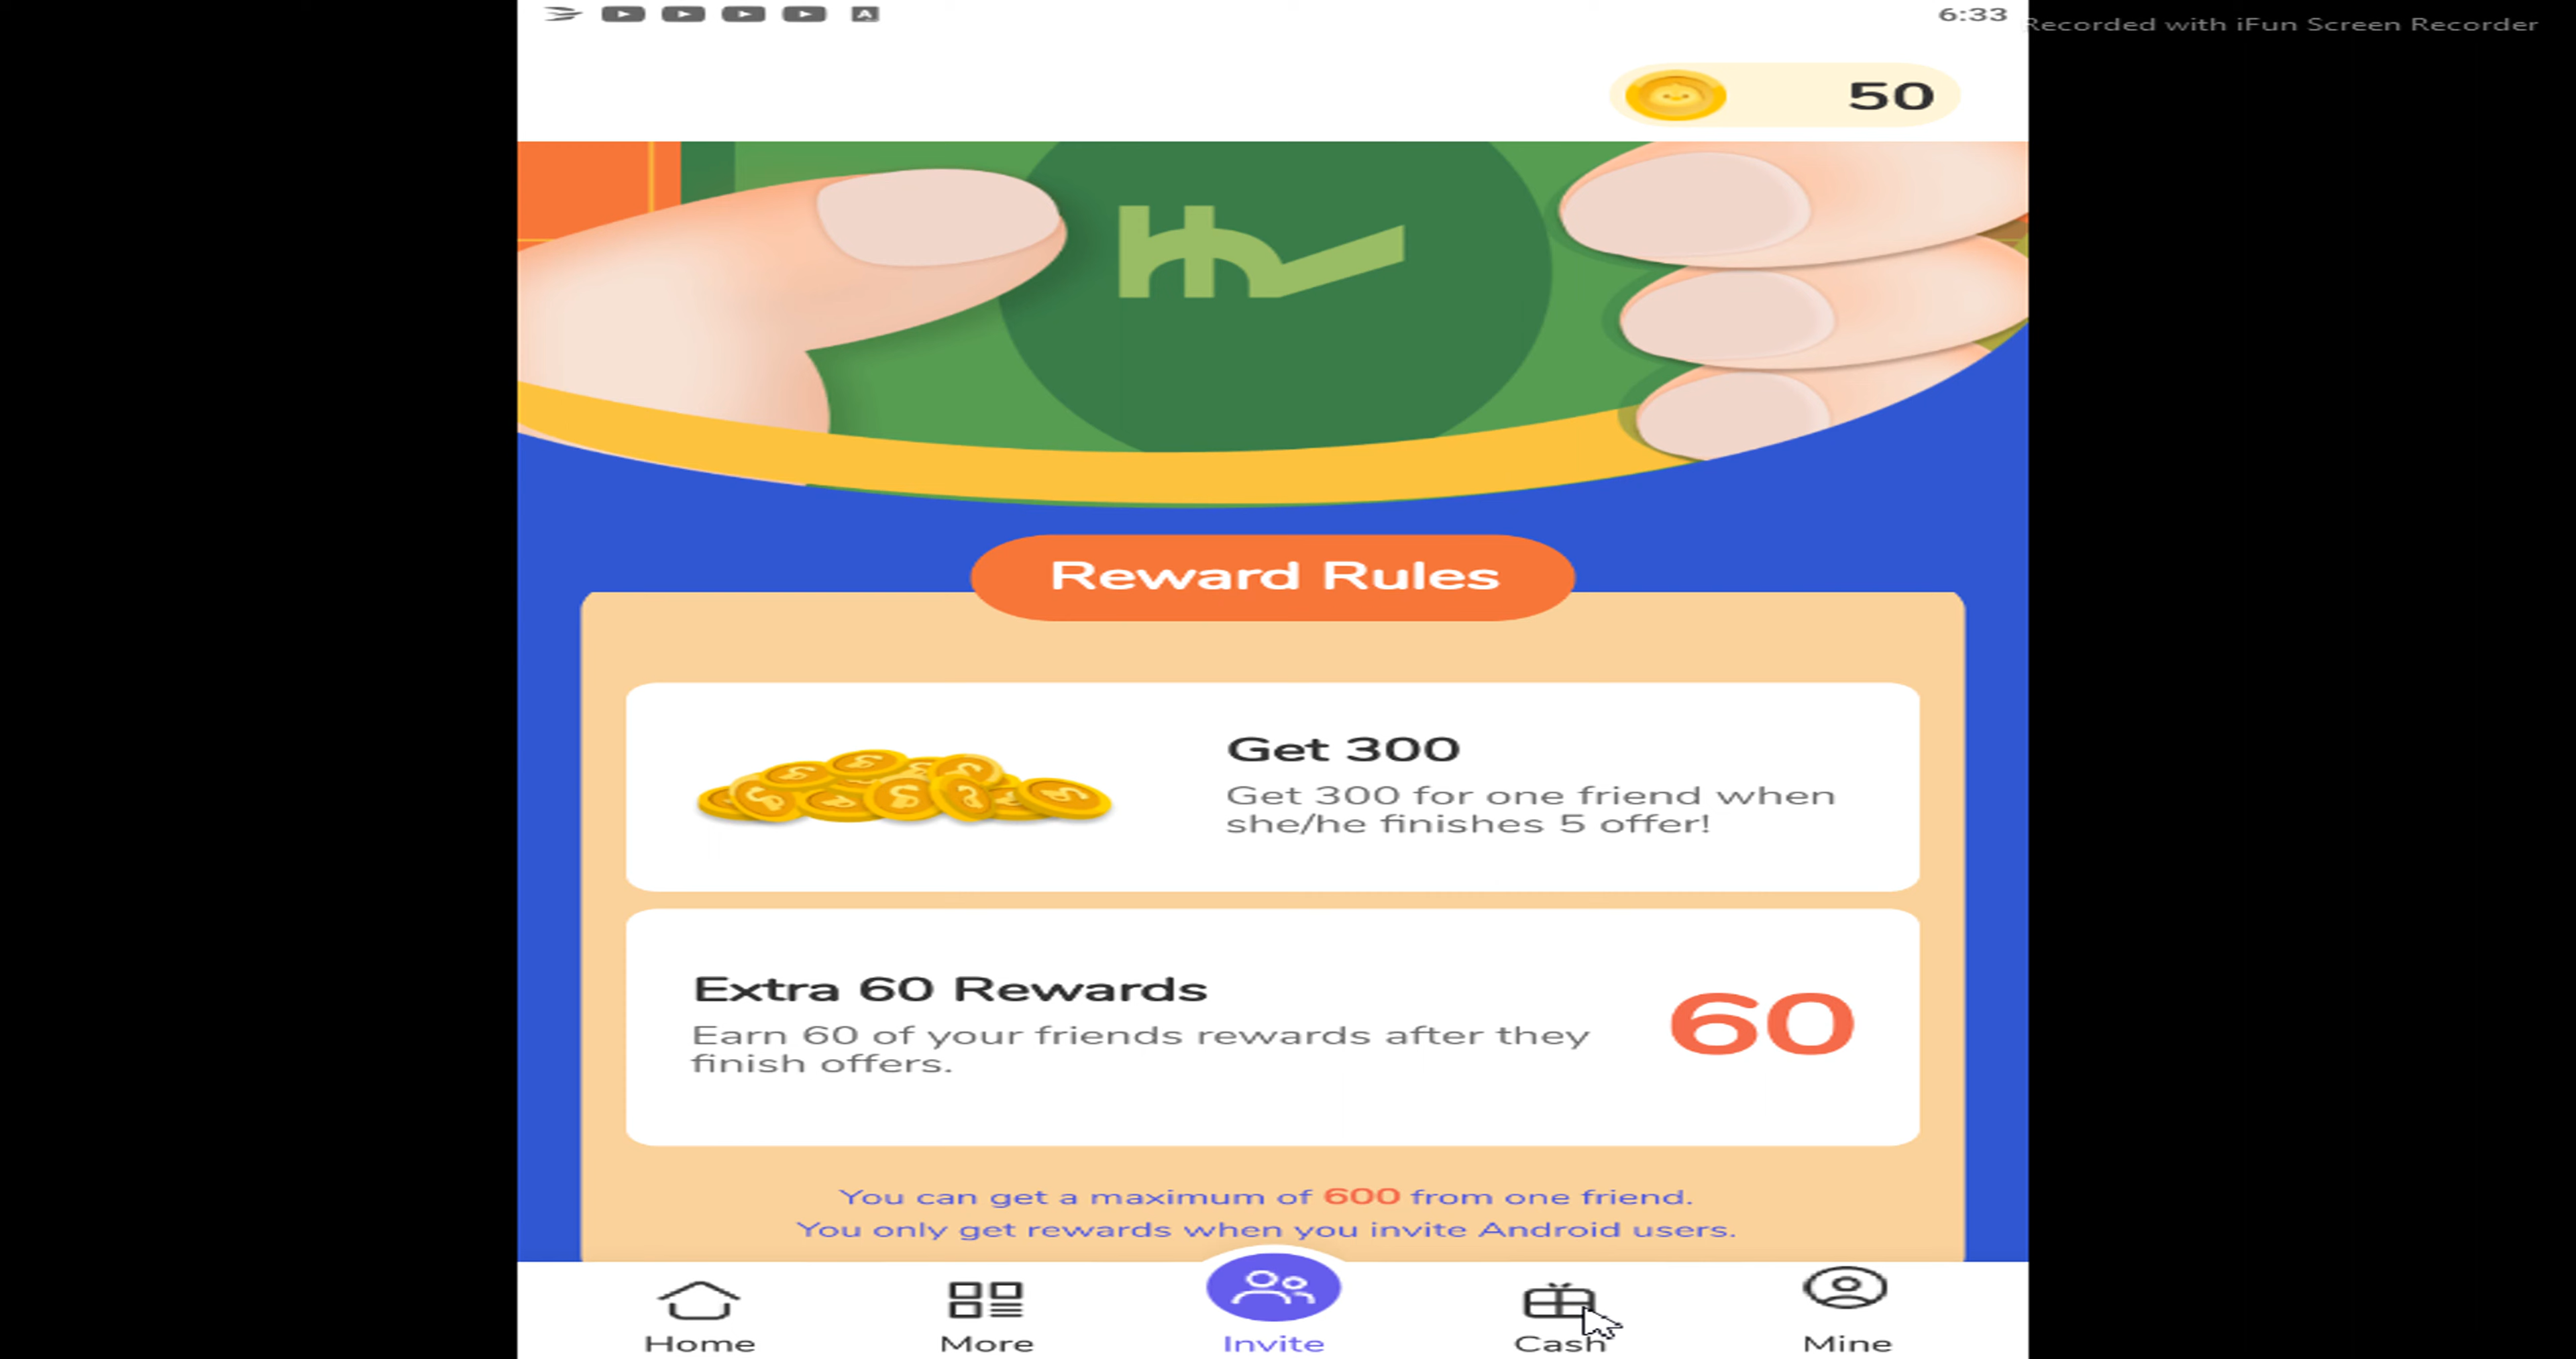 6:33
Recorded with iFun Screen Recorder
50
Reward Rules
Get 300
Get 300 for one friend when
she/he finishes 5 offer!
Extra 60 Rewards
Earn 60 of your friends rewards after they
finish offers.
60
You can get a maximum of 600 from one friend.
You only get rewards when you invite Android users.
Home
More
Invite
Cash
Mine